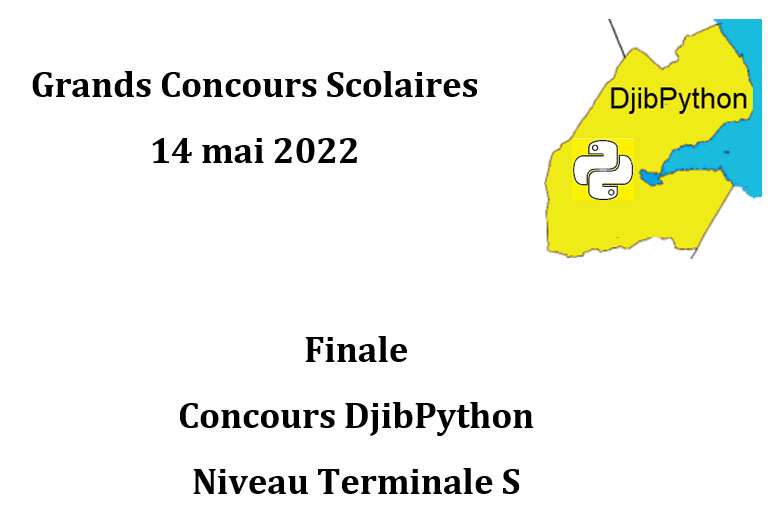 Grands Concours Scolaires
14 mai 2022
DjibPython
Finale
Concours DjibPython
Niveau Terminale S